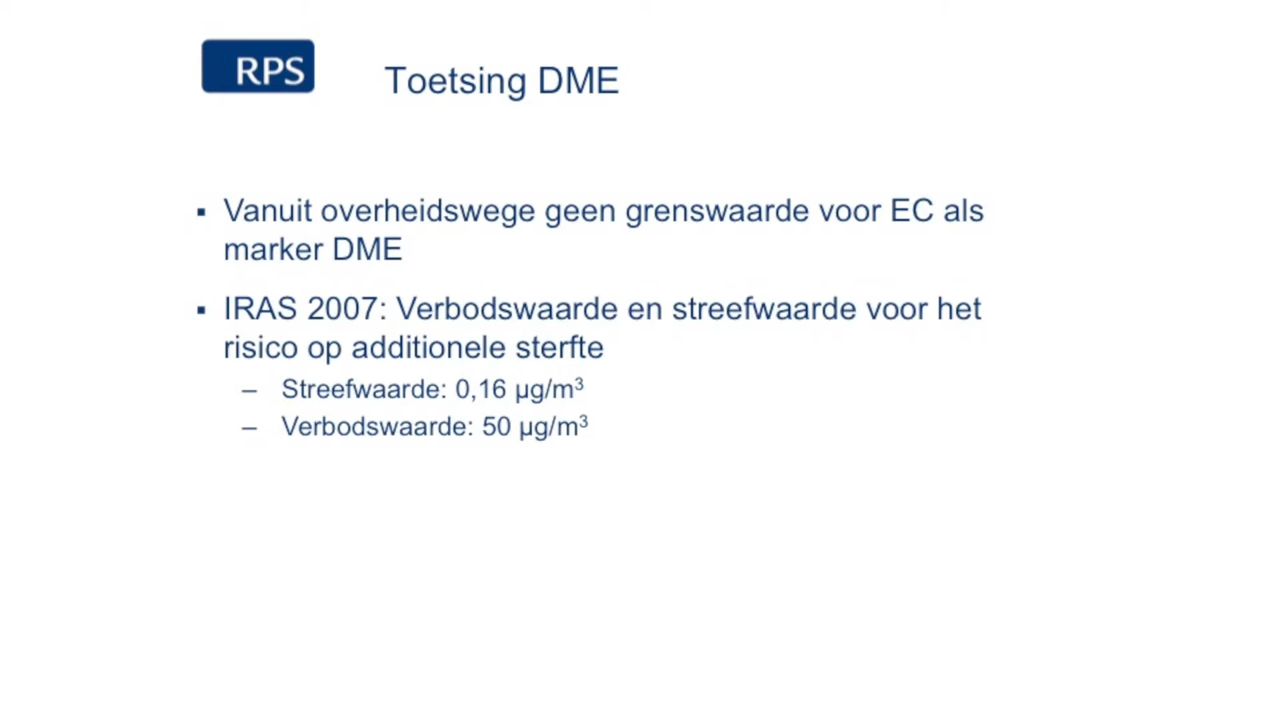 RPS
Toetsing DME
▪ Vanuit overheidswege geen grenswaarde voor EC als
marker DME
▪ IRAS 2007: Verbodswaarde en streefwaarde voor het
risico op additionele sterfte
– Streefwaarde: 0,16 µg/m³
– Verbodswaarde: 50 µg/m³